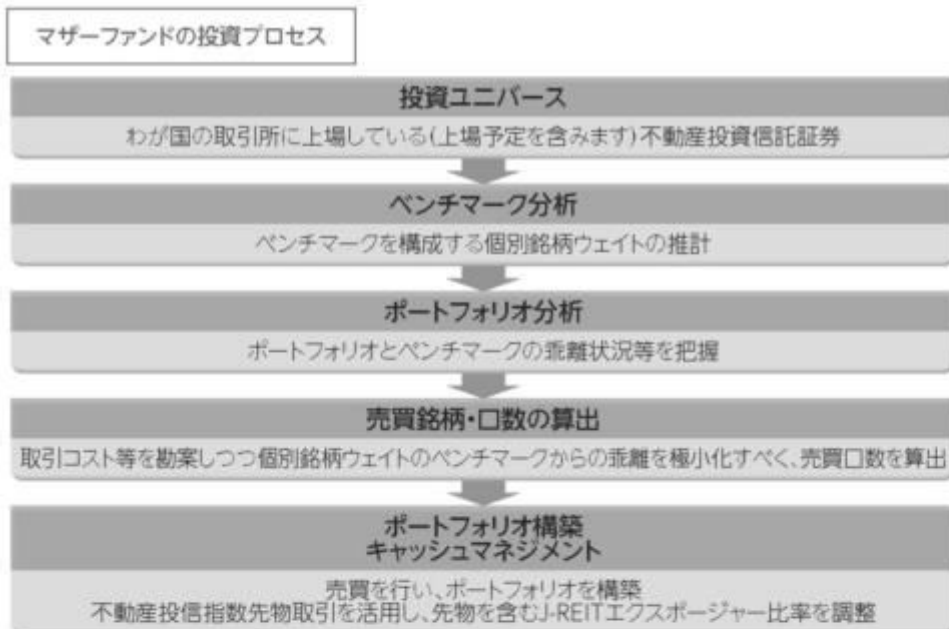 マザーファンドの投資プロセス
投資ユニバース
わが国の取引所に上場している(上場予定を含みます)不動産投資信託証券
ベンチマーク分析
ベンチマークを構成する個別銘柄ウェイトの推計
ポートフォリオ分析
ポートフォリオとベンチマークの乖離状況等を把握
売買銘柄・口数の算出
取引コスト等を勘案しつつ個別銘柄ウェイトのベンチマークからの乖離を極小化すべく、売買口数を算出
ポートフォリオ構築
キャッシュマネジメント
売買を行い、ポートフォリオを構築
不動産投信指数先物取引を活用し、先物を含むJ-REITエクスポージャー比率を調整